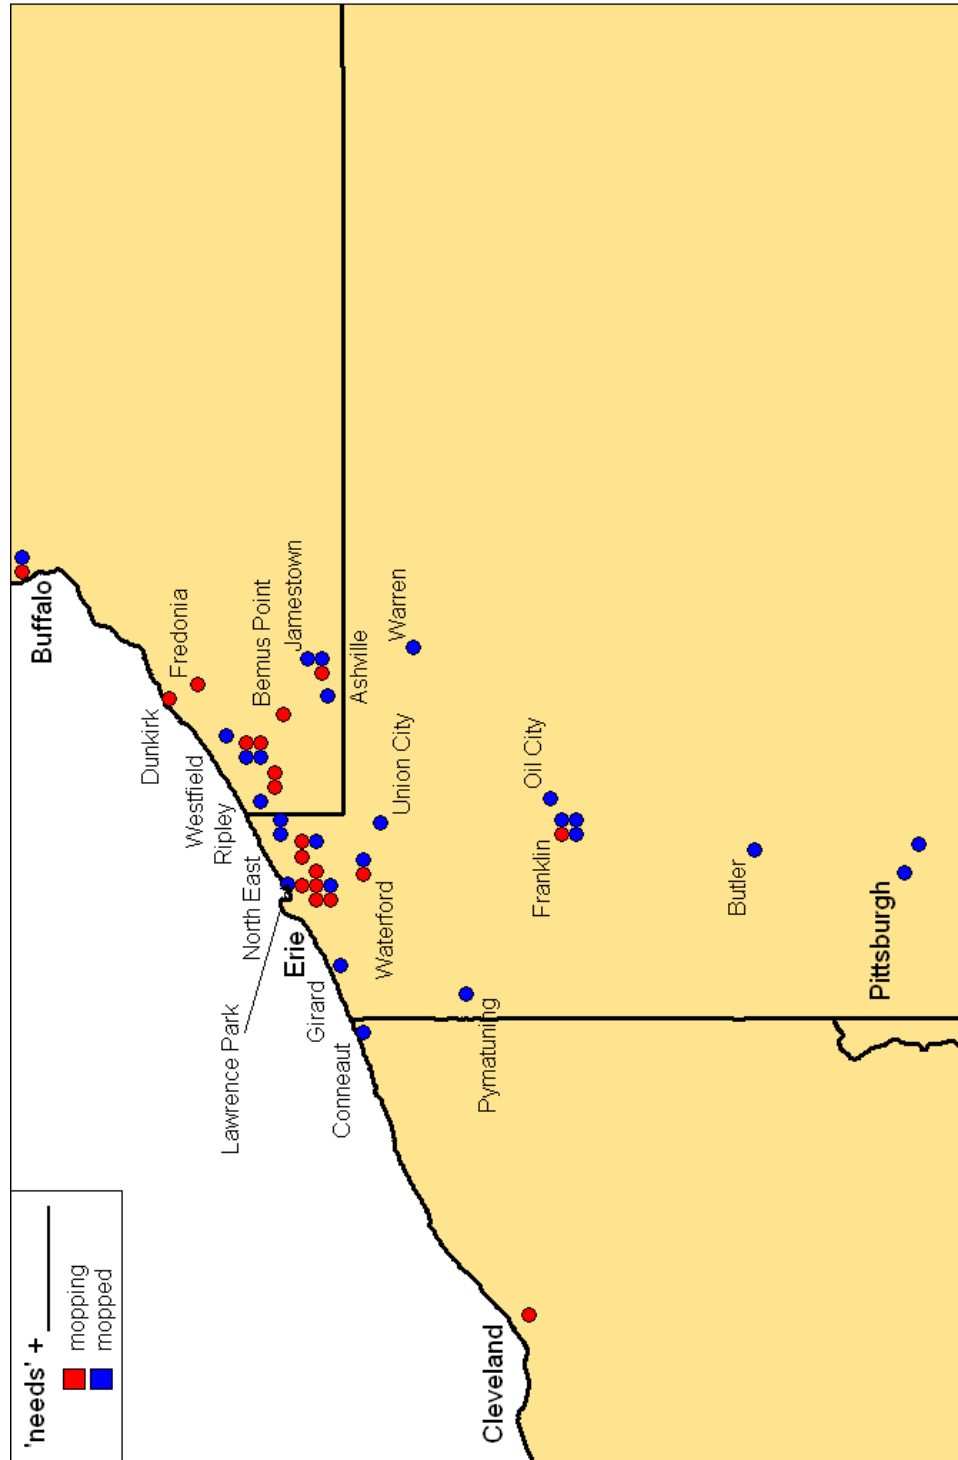 'needs' + ________
mopping
mopped
Buffalo
Dunkirk
Fredonia
Westfield
Bemus Point
Jamestown
Ripley
Ashville
Warren
North East
Lawrence Park
Erie
Union City
Girard
Waterford
Conneaut
Oil City
Franklin
Pymatuning
Cleveland
Butler
Pittsburgh